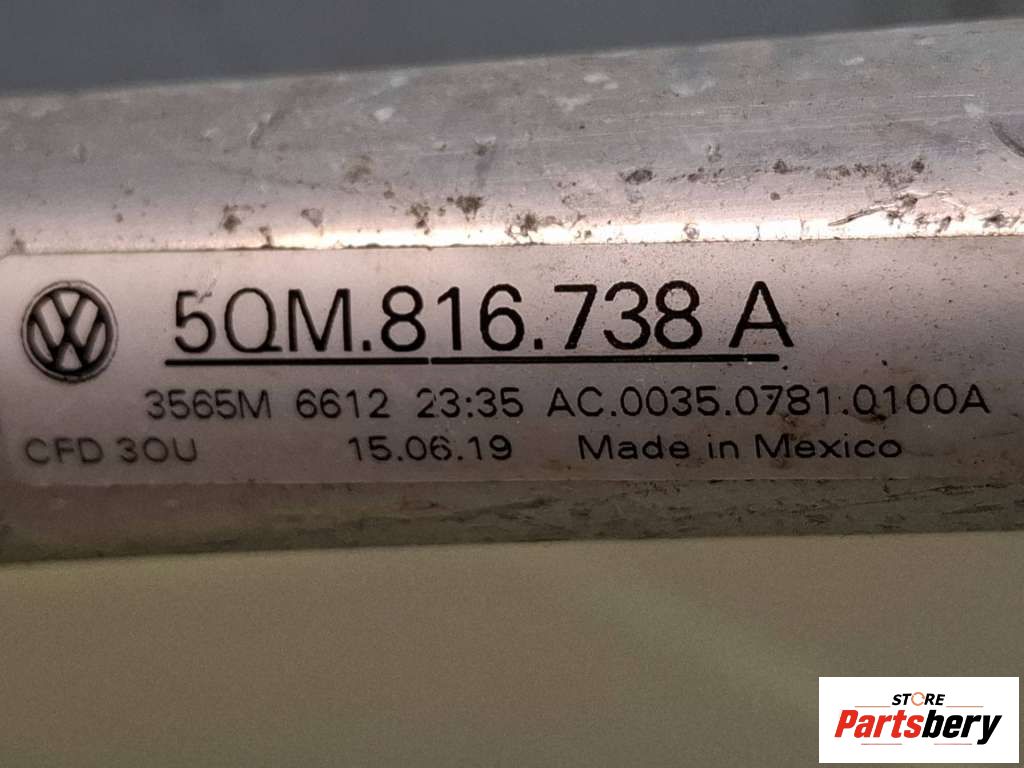 5QM.816.738 A
3565M 6612 23:35 AC.0035.0781.0100A
CFD 3OU 15.06.19 Made in Mexico
STORE
Partsbery